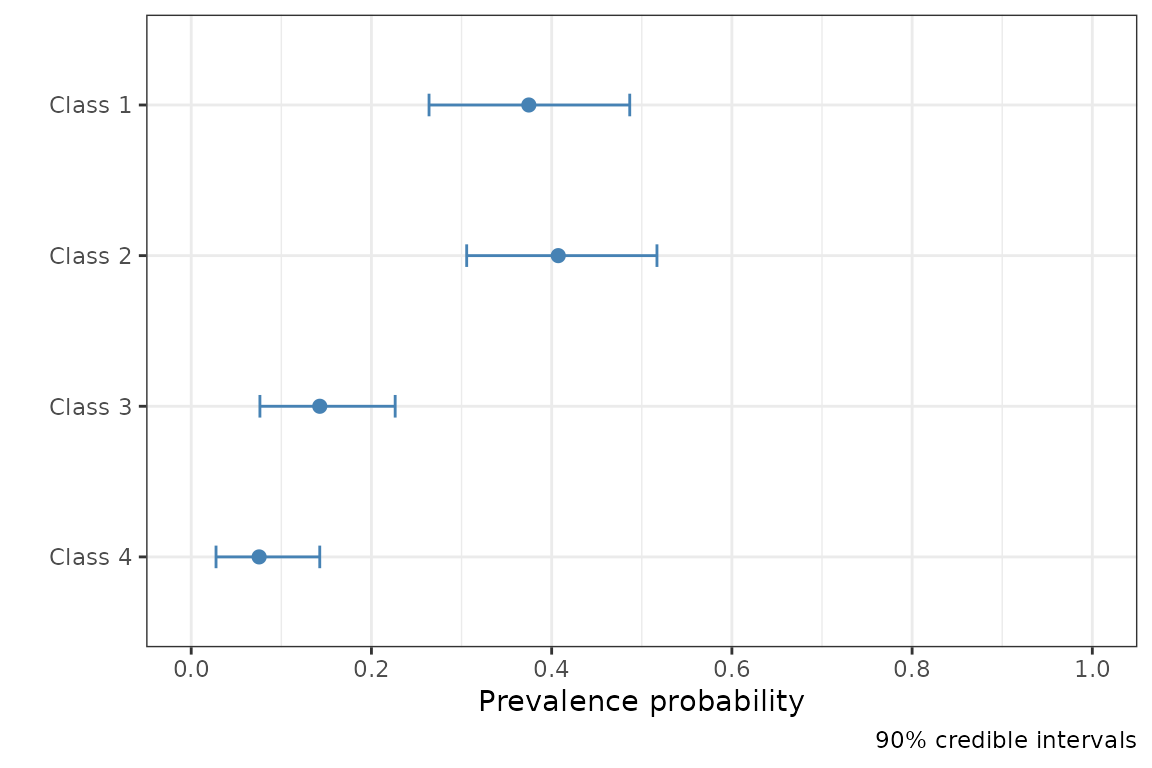 Class 1
Class 2
Class 3
Class 4
0.0 0.2 0.4 0.6 0.8 1.0
Prevalence probability
90% credible intervals